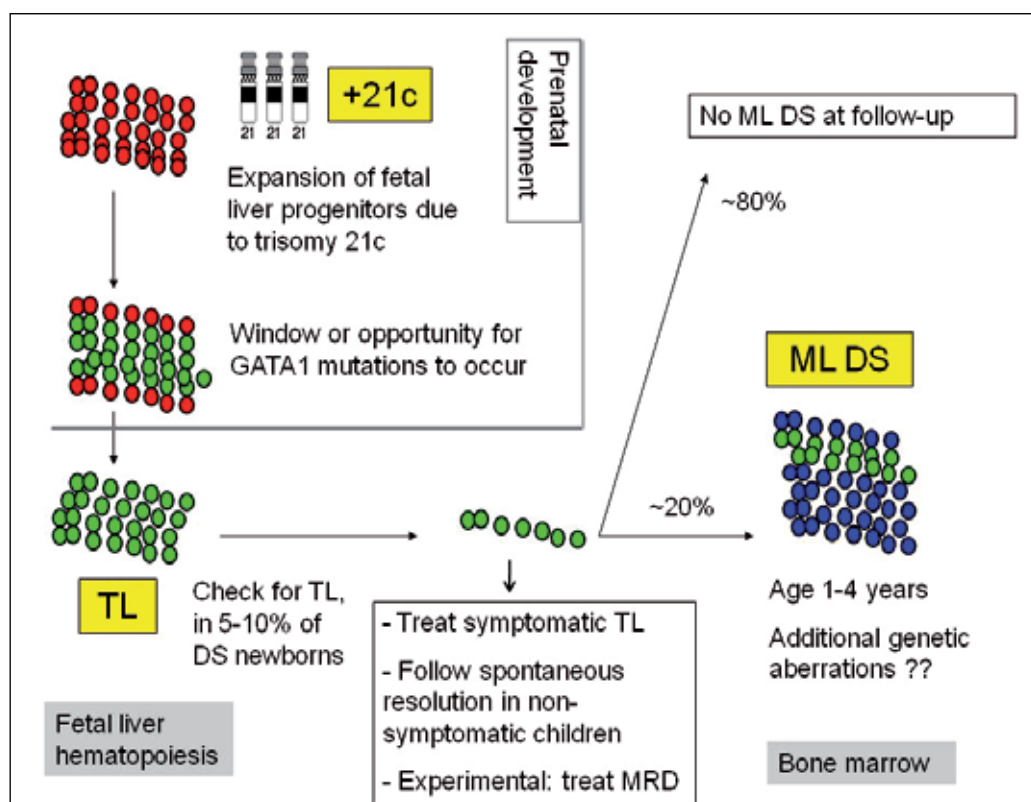 +21c
21 21 21
Prenatal
development
Expansion of fetal
liver progenitors due
to trisomy 21c
Window or opportunity for
GATA1 mutations to occur
No ML DS at follow-up
~80%
ML DS
~20%
TL
Check for TL,
in 5-10% of
DS newborns
- Treat symptomatic TL
- Follow spontaneous
resolution in non-
symptomatic children
- Experimental: treat MRD
Age 1-4 years
Additional genetic
aberrations ??
Fetal liver
hematopoiesis
Bone marrow